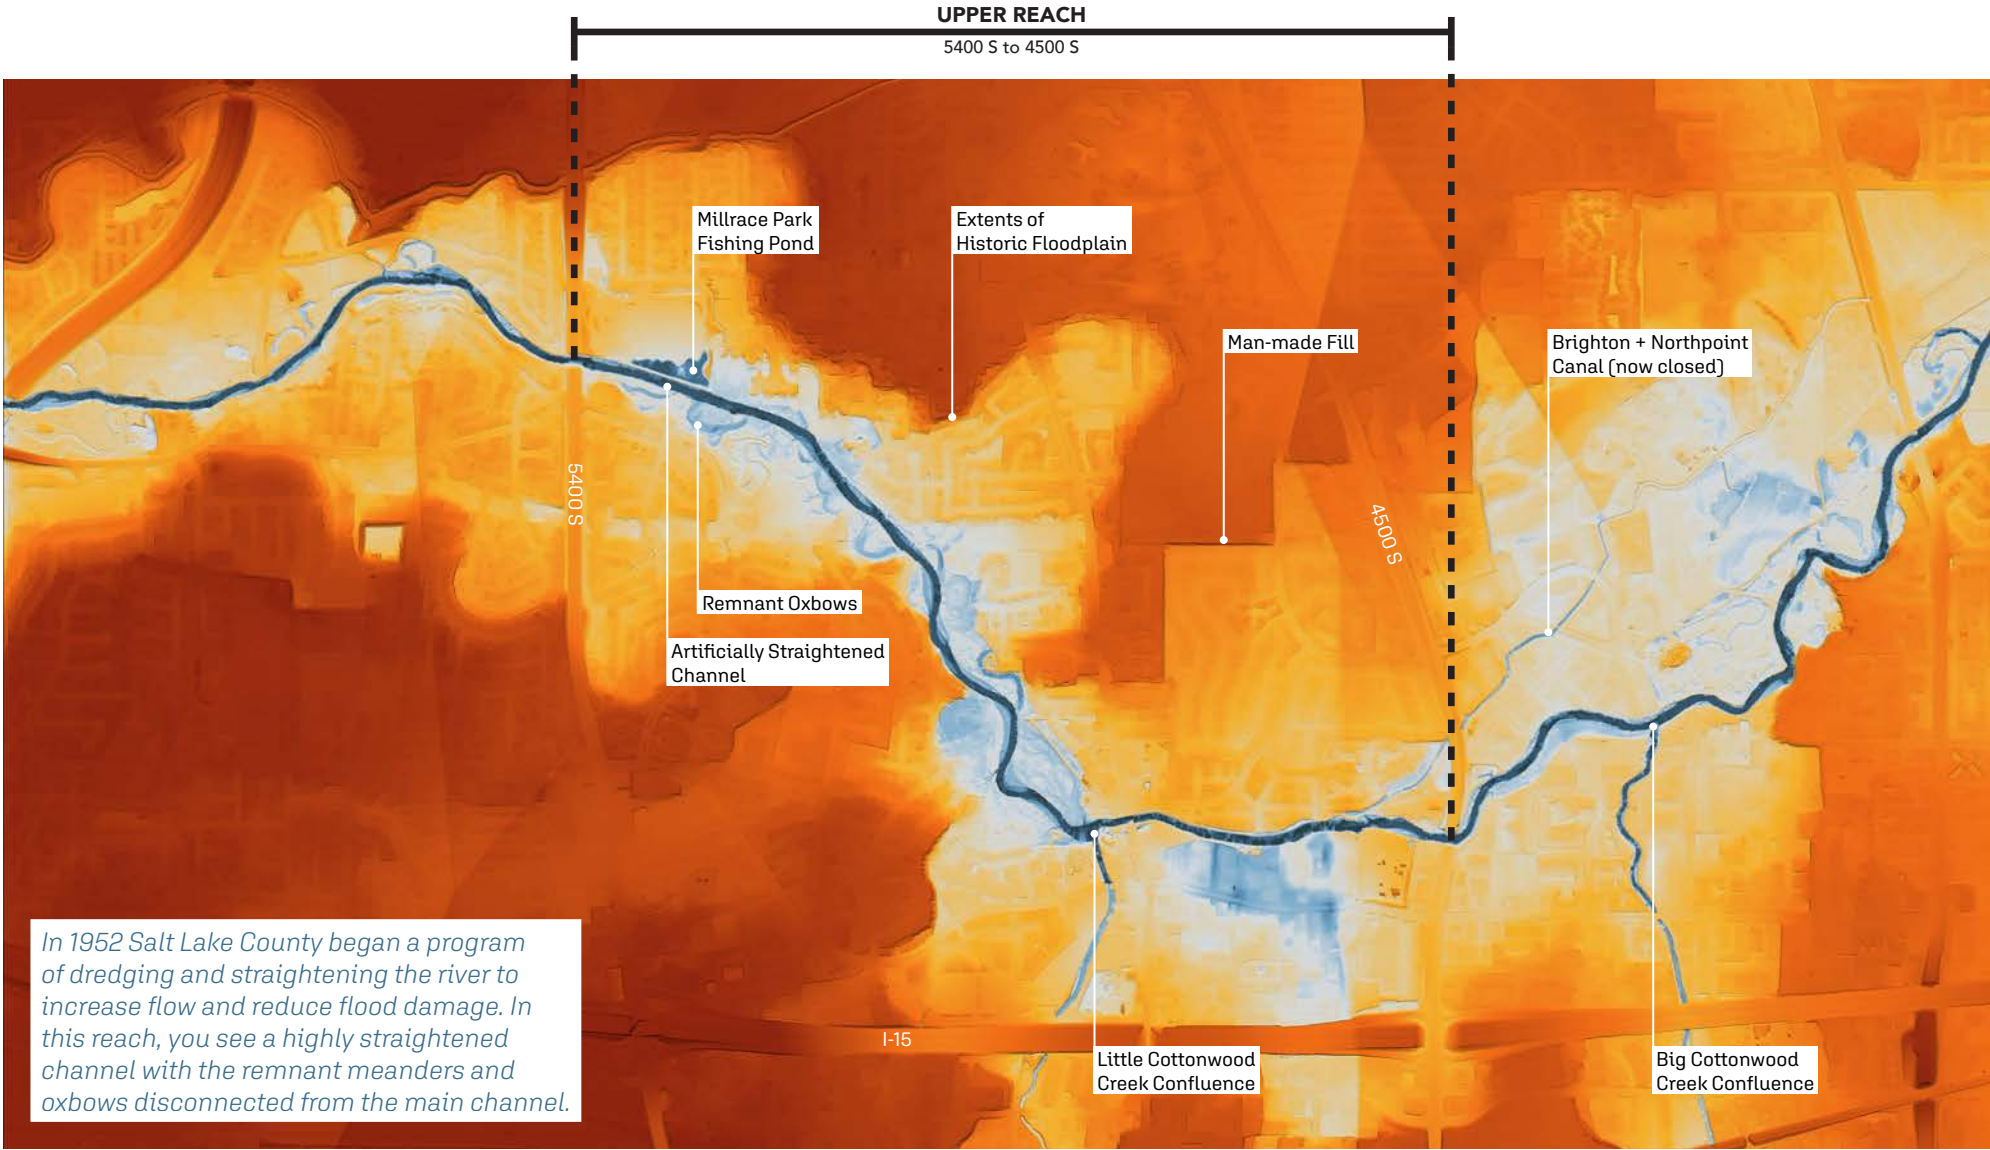 UPPER REACH
5400 S to 4500 S
Millrace Park
Fishing Pond
Extents of
Historic Floodplain
Man-made Fill
Brighton + Northpoint
Canal (now closed)
5400 S
4500 S
Remnant Oxbows
Artificially Straightened
Channel
In 1952 Salt Lake County began a program
of dredging and straightening the river to
increase flow and reduce flood damage. In
this reach, you see a highly straightened
channel with the remnant meanders and
oxbows disconnected from the main channel.
I-15
Little Cottonwood
Creek Confluence
Big Cottonwood
Creek Confluence